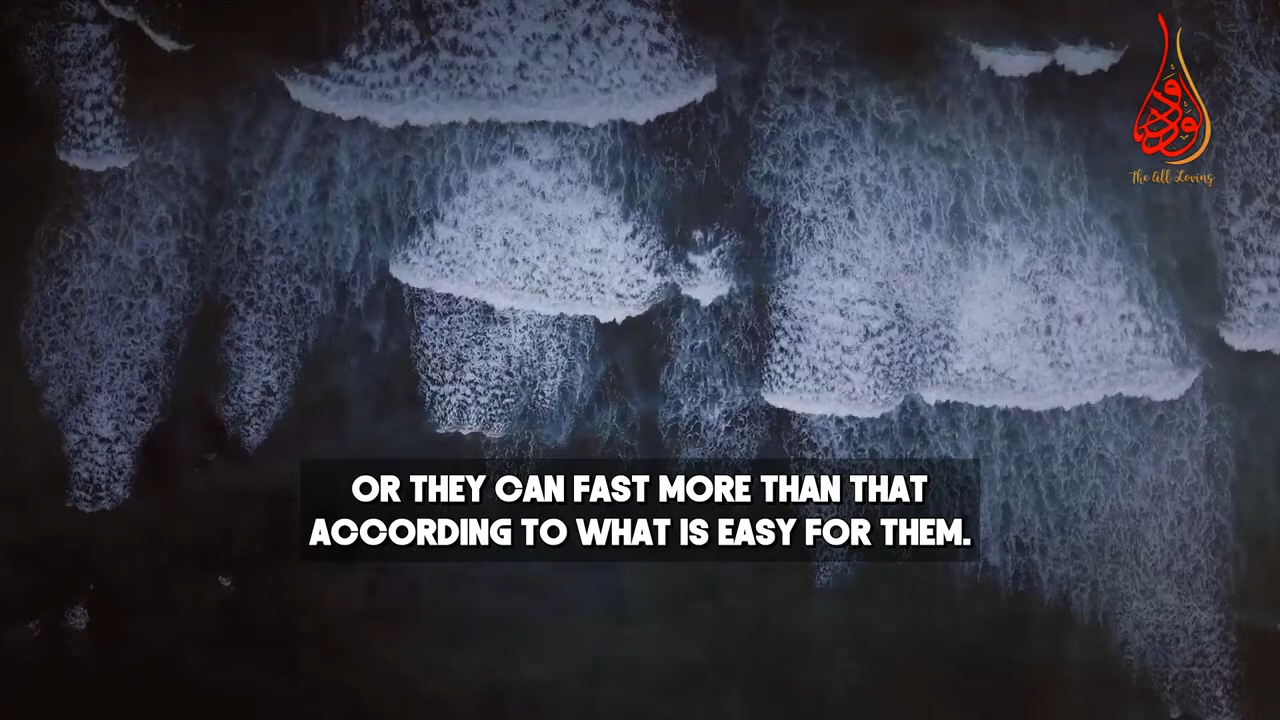 The All Loving
OR THEY CAN FAST MORE THAN THAT
ACCORDING TO WHAT IS EASY FOR THEM.